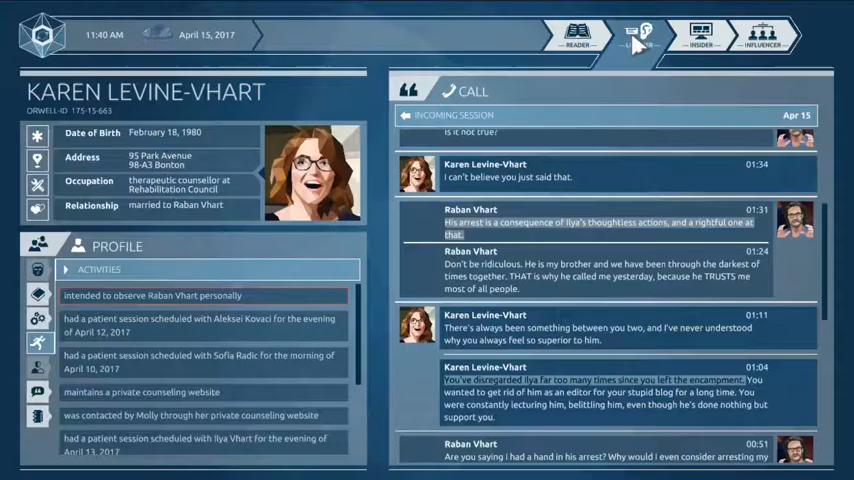 11:40 AM
April 15, 2017
READER
INSIDER
INFLUENCER
KAREN LEVINE-VHART
ORWELL-ID 175-15-663
Date of Birth
February 18, 1980
Address
95 Park Avenue
98-A3 Bonton
Occupation
therapeutic counsellor at
Rehabilitation Council
Relationship
married to Raban Vhart
PROFILE
ACTIVITIES
intended to observe Raban Vhart personally
had a patient session scheduled with Aleksei Kovaci for the evening
of April 12, 2017
had a patient session scheduled with Sofia Radic for the morning of
April 10, 2017
maintains a private counseling website
was contacted by Molly through her private counseling website
had a patient session scheduled with Ilya Vhart for the evening of
April 13, 2017
CALL
INCOMING SESSION
Apr 15
Is it not true?
Karen Levine-Vhart
01:34
I can't believe you just said that.
Raban Vhart
01:31
His arrest is a consequence of Ilya's thoughtless actions, and a rightful one at
that.
Raban Vhart
01:24
Don't be ridiculous. He is my brother and we have been through the darkest of
times together. THAT is why he called me yesterday, because he TRUSTS me
most of all people.
Karen Levine-Vhart
01:11
There's always been something between you two, and I've never understood
why you always feel so superior to him.
Karen Levine-Vhart
01:04
You've disregarded Ilya far too many times since you left the encampment. You
wanted to get rid of him as an editor for your stupid blog for a long time. You
were constantly lecturing him, belittling him, even though he's done nothing but
support you.
Raban Vhart
00:51
Are you saying I had a hand in his arrest? Why would I even consider arresting my